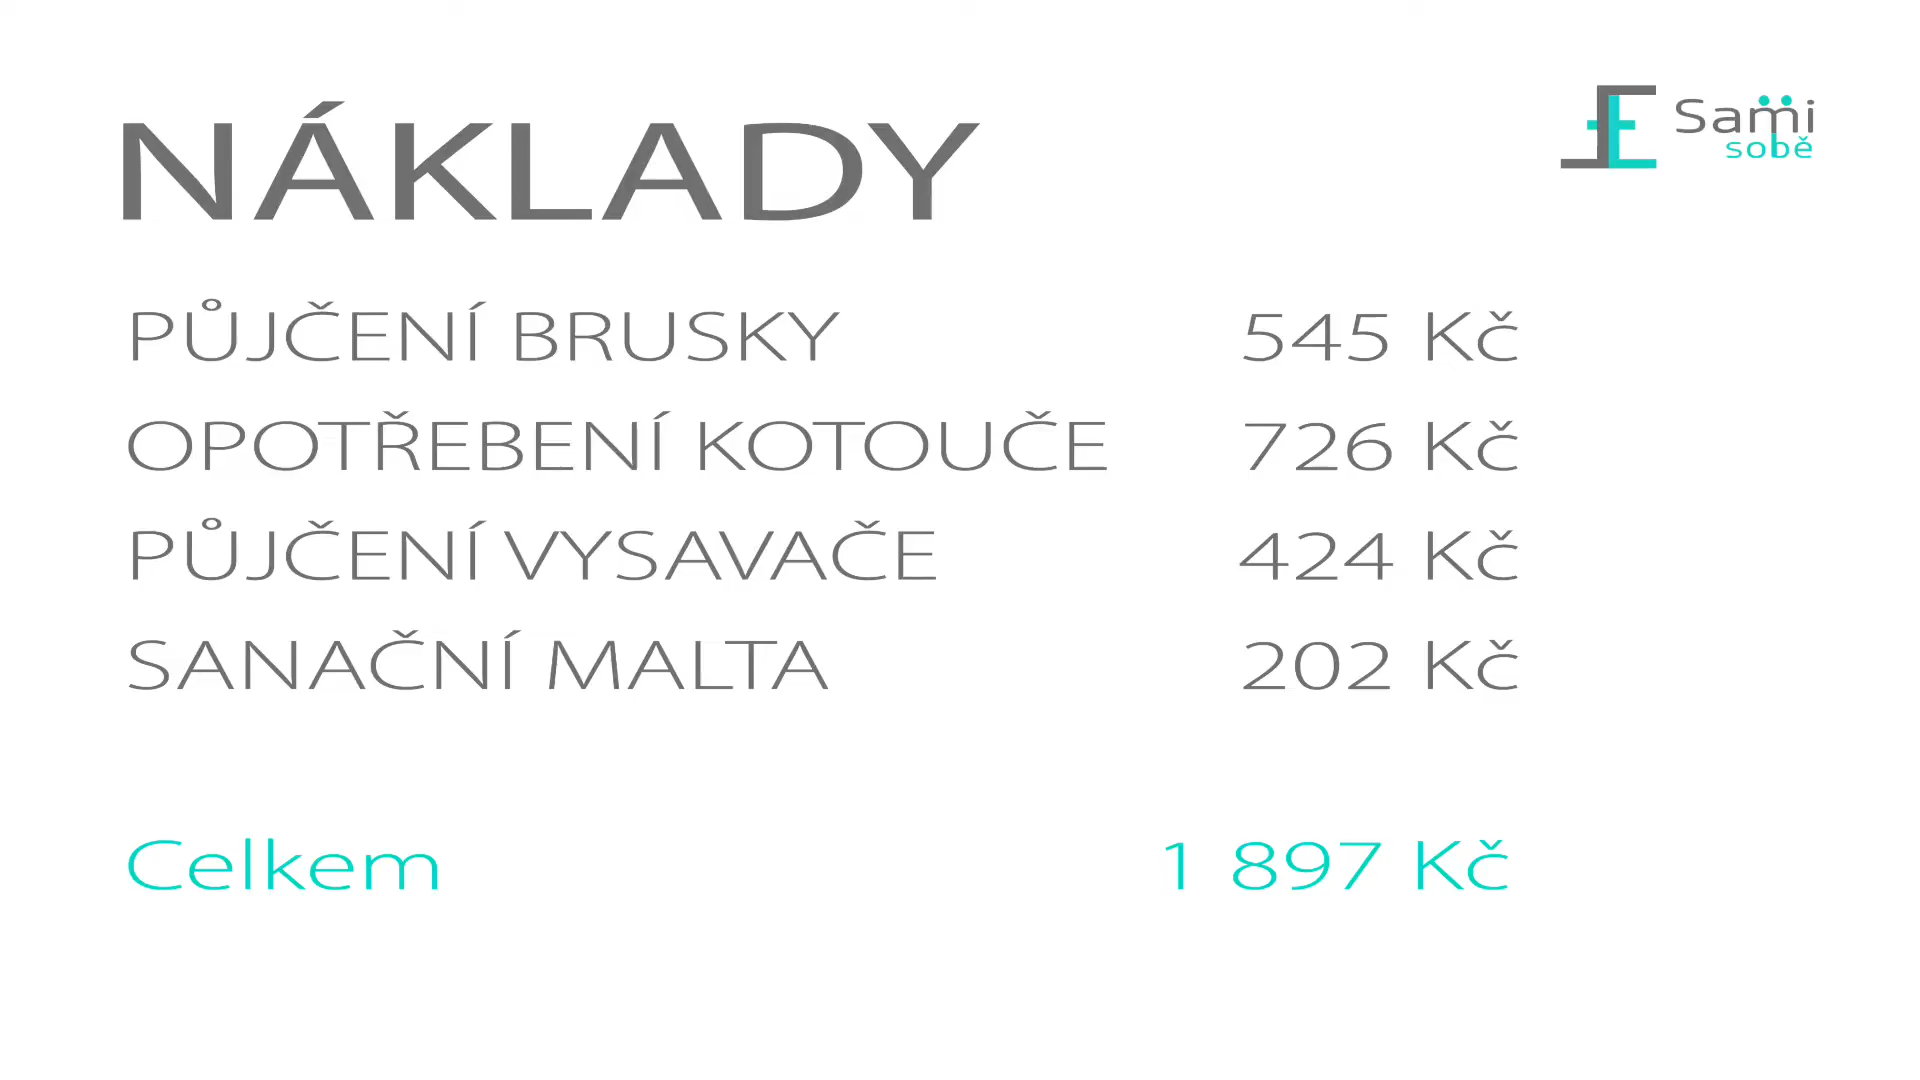 NÁKLADY
Sami
sobě
PŮJČENÍ BRUSKY 545 Kč
OPOTŘEBENÍ KOTOUČE 726 Kč
PŮJČENÍ VYSAVAČE 424 Kč
SANAČNÍ MALTA 202 Kč
Celkem 1 897 Kč